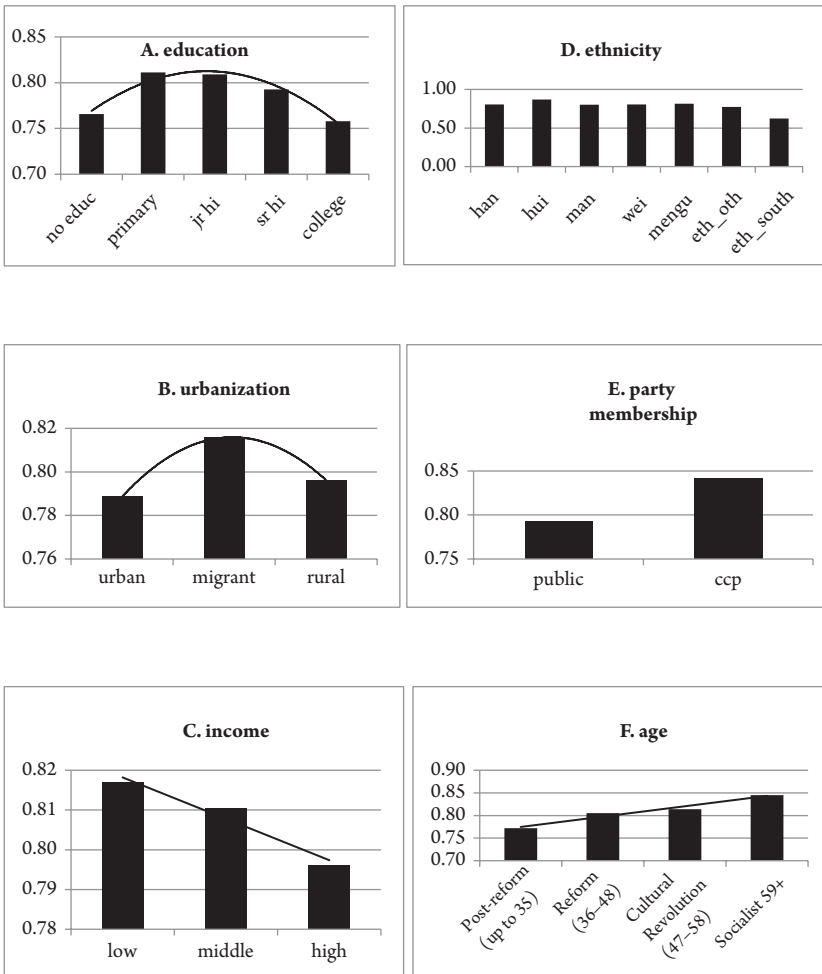 A. education
0.85
0.80
0.75
0.70
no educ
primary
jr hi
sr hi
college
D. ethnicity
1.00
0.50
0.00
han
hui
man
wei
mengu
eth_oth
eth_south
B. urbanization
0.82
0.80
0.78
0.76
urban
migrant
rural
E. party
membership
0.85
0.80
0.75
public
ccp
C. income
0.82
0.81
0.80
0.79
0.78
low
middle
high
F. age
0.90
0.85
0.80
0.75
0.70
Post-reform
(up to 35)
Reform
(36–48)
Cultural
Revolution
(47–58)
Socialist 59+